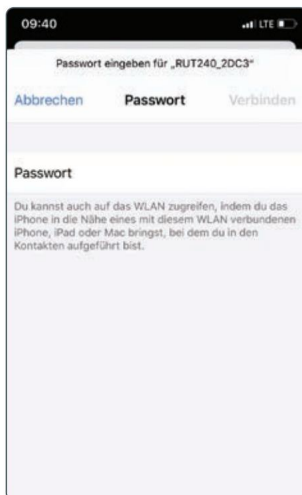 09:40
LTE
Passwort eingeben für „RUT240_2DC3“
Abbrechen Passwort Verbinden
Passwort
Du kannst auch auf das WLAN zugreifen, indem du das
iPhone in die Nähe eines mit diesem WLAN verbundenen
iPhone, iPad oder Mac bringst, bei dem du in den
Kontakten aufgeführt bist.